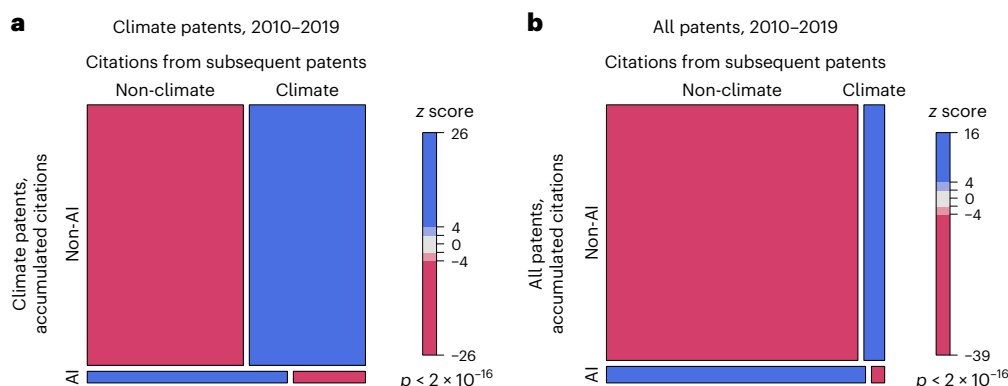 a
Climate patents, 2010–2019
Citations from subsequent patents
Non-climate
Climate
z score
26
4
0
−4
−26
p < 2 × 10−16
Climate patents,
accumulated citations
Non-AI
AI
b
All patents, 2010–2019
Citations from subsequent patents
Non-climate
Climate
z score
16
4
0
−4
−39
p < 2 × 10−16
All patents,
accumulated citations
Non-AI
AI